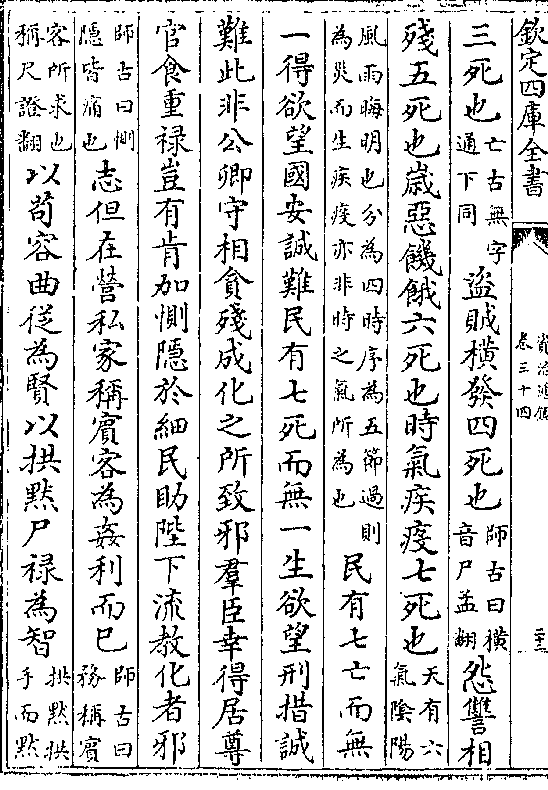 欽定四庫全書
資治通鑑
卷三十四
三死也亡古無字通下同盜賊橫發四死也師古曰橫音尸孟翻怨讐相
殘五死也歲惡饑餓六死也時氣疾疫七死也天有六氣陰陽
風雨晦明也分為四時序為五節過則為災而生疾疫亦非時之氣所為也民有七亡而無
一得欲望國安誠難民有七死而無一生欲望刑措誠
難此非公卿守相貪殘成化之所致邪羣臣幸得居尊
官食重祿豈有肯加惻隱於細民助陛下流教化者邪
師古曰惻隱皆痛也志但在營私家稱賓客為姦利而已師古曰務稱賓
客所求也稱尺證翻以苟容曲從為賢以拱默尸祿為智拱默拱手而默